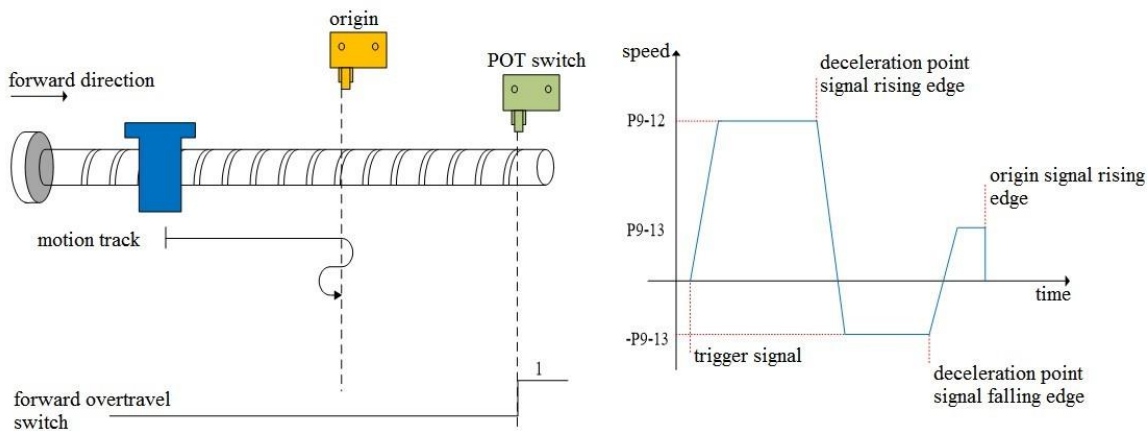 origin
POT switch
forward direction
motion track
forward overtravel
switch
1
speed
deceleration point
signal rising edge
P9-12
origin signal rising
edge
P9-13
time
-P9-13
trigger signal
deceleration point
signal falling edge